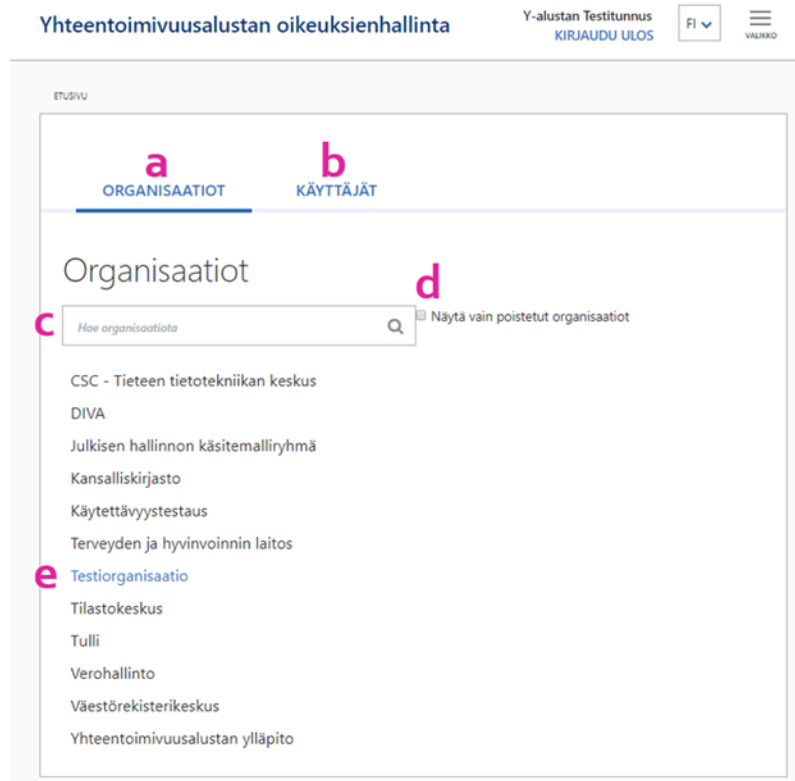 Yhteentoimivuusalustan oikeuksienhallinta
Y-alustan Testitunnus
KIRJAUDU ULOS
FI
VALIKKO
ETUSIVU
a
b
ORGANISAATIOT
KÄYTTÄJÄT
Organisaatiot
d
c
Hae organisaatiota
Näytä vain poistetut organisaatiot
CSC - Tieteen tietotekniikan keskus
DIVA
Julkisen hallinnon käsitemalliryhmä
Kansalliskirjasto
Käytettävyystestaus
Terveyden ja hyvinvoinnin laitos
e
Testiorganisaatio
Tilastokeskus
Tulli
Verohallinto
Väestörekisterikeskus
Yhteentoimivuusalustan ylläpito